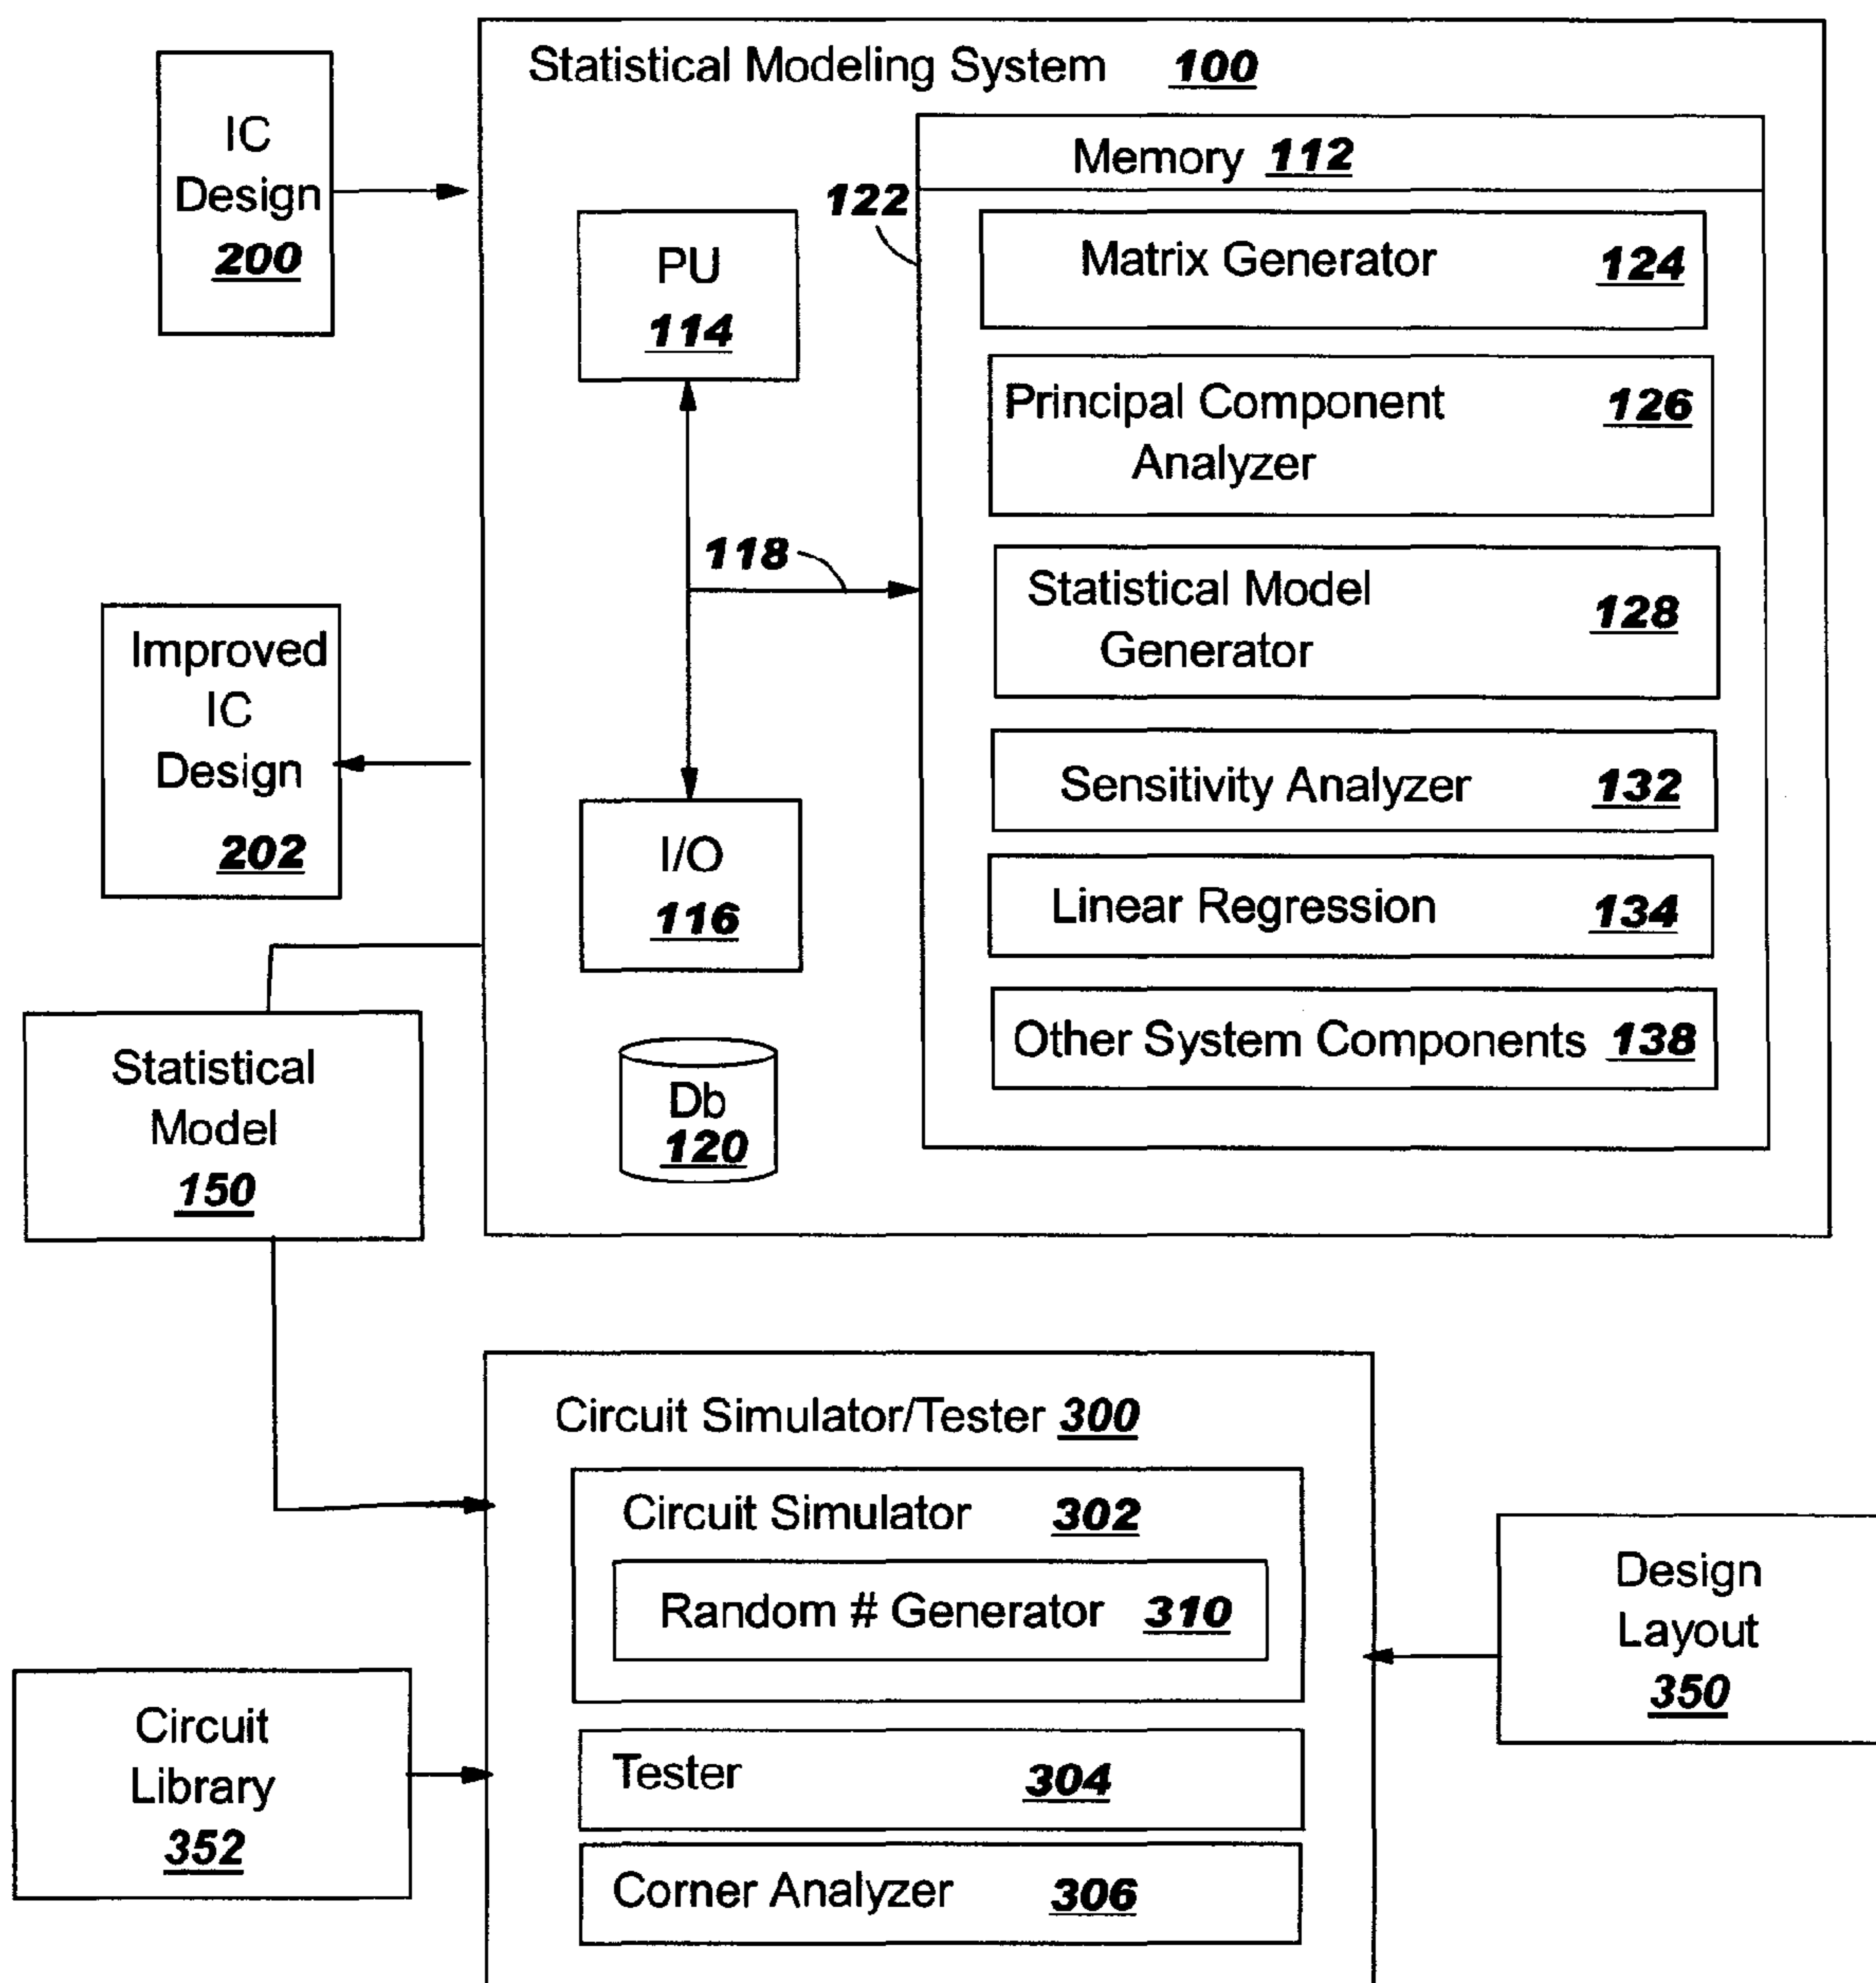 Statistical Modeling System 100
IC
Design
200
Memory 112
122
PU
114
Matrix Generator 124
Principal Component 126
Analyzer
118
Statistical Model 128
Generator
Improved
IC
Design
202
Sensitivity Analyzer 132
I/O
116
Linear Regression 134
Other System Components 138
Statistical
Model
150
Db
120
Circuit Simulator/Tester 300
Circuit Simulator 302
Random # Generator 310
Design
Layout
350
Circuit
Library
352
Tester 304
Corner Analyzer 306